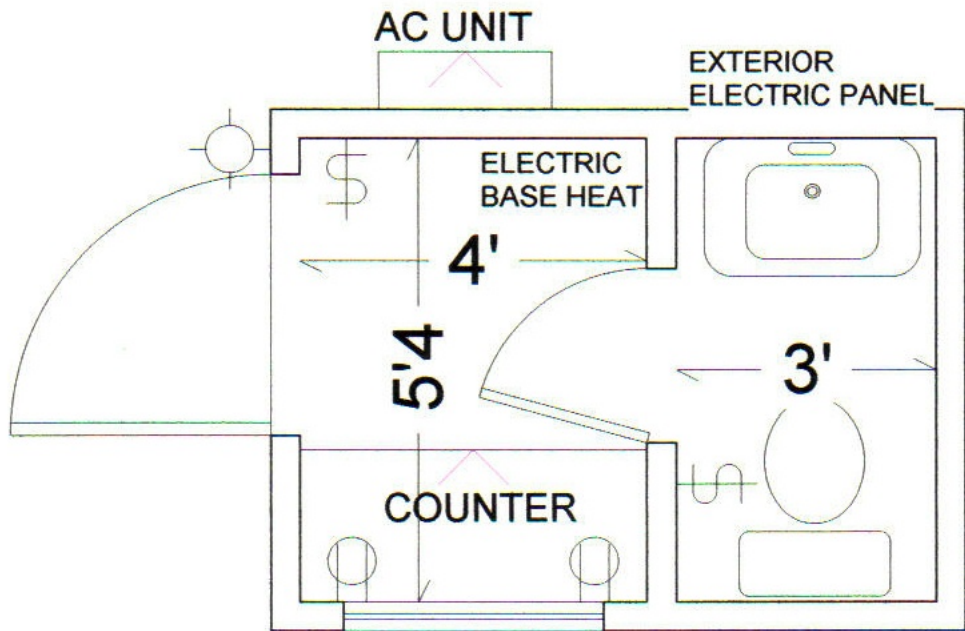 AC UNIT
EXTERIOR
ELECTRIC PANEL
ELECTRIC
BASE HEAT
4'
5'4
3'
COUNTER